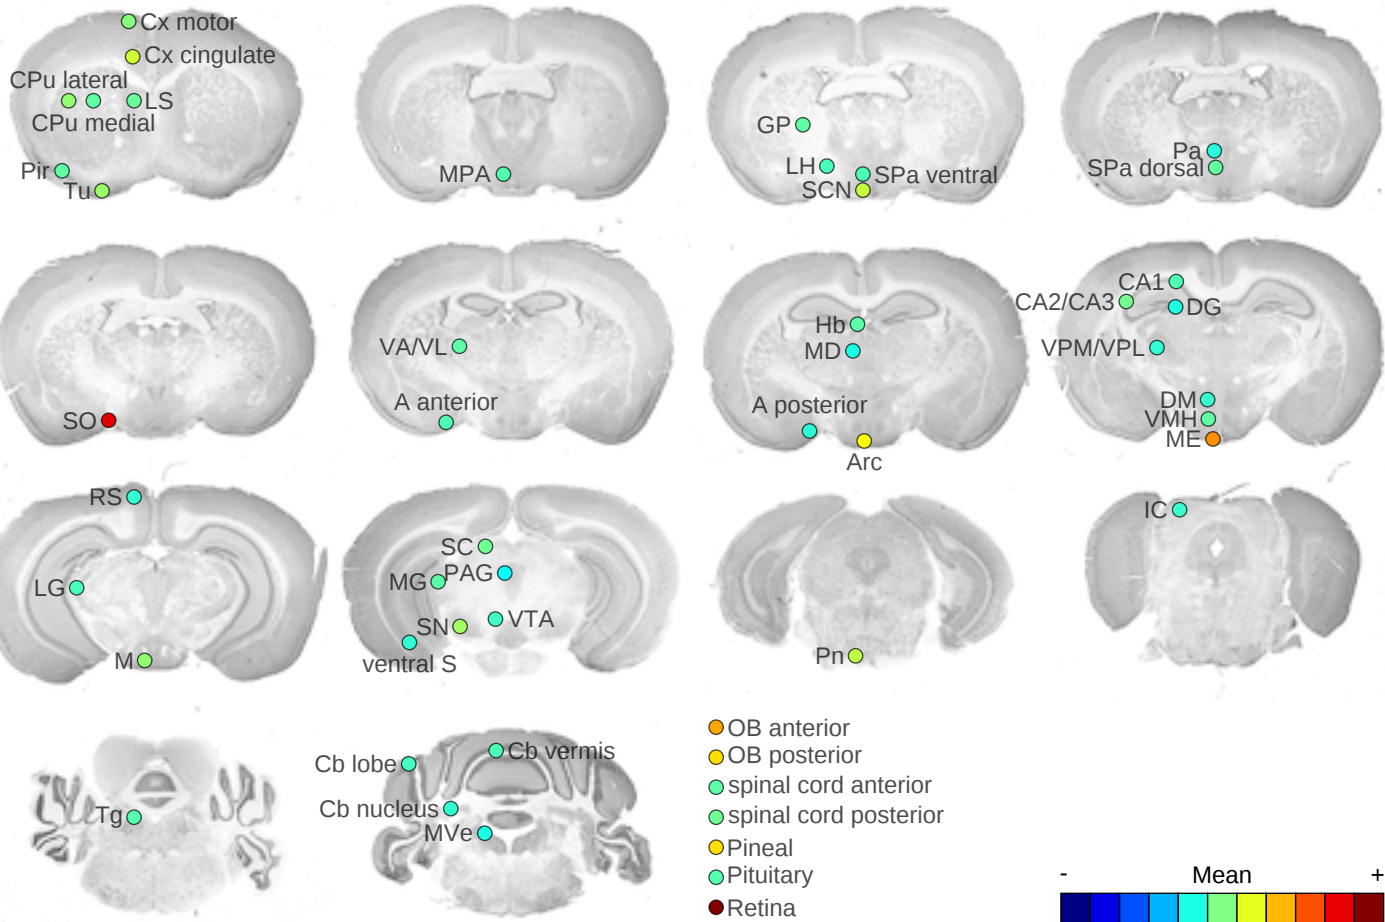 Cx motor
Cx cingulate
CPu lateral
LS
CPu medial
Pir
Tu
MPA
GP
LH
SPa ventral
SCN
Pa
SPa dorsal
SO
VA/VL
A anterior
Hb
MD
A posterior
Arc
CA1
CA2/CA3
DG
VPM/VPL
DM
VMH
ME
RS
LG
M
SC
MG
PAG
SN
VTA
ventral S
Pn
IC
Tg
Cb vermis
Cb lobe
Cb nucleus
MVe
OB anterior
OB posterior
spinal cord anterior
spinal cord posterior
Pineal
Pituitary
Retina
- Mean +